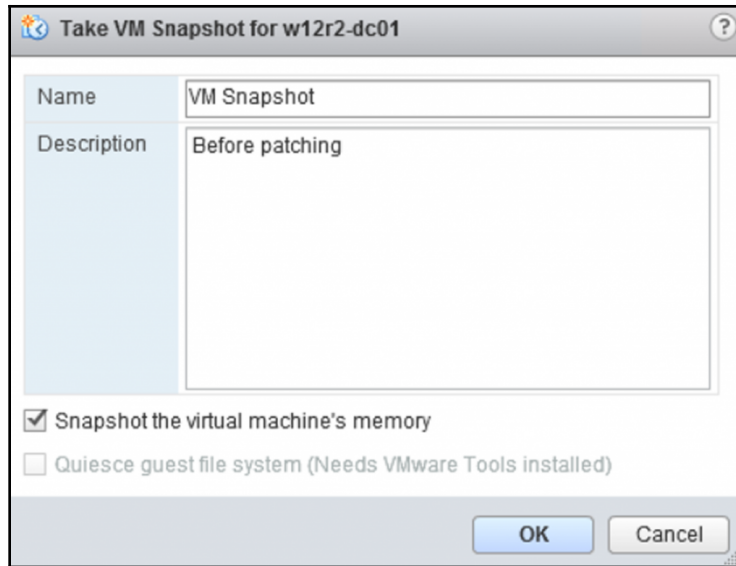 Take VM Snapshot for w12r2-dc01
?
Name
VM Snapshot
Description
Before patching
Snapshot the virtual machine's memory
Quiesce guest file system (Needs VMware Tools installed)
OK
Cancel